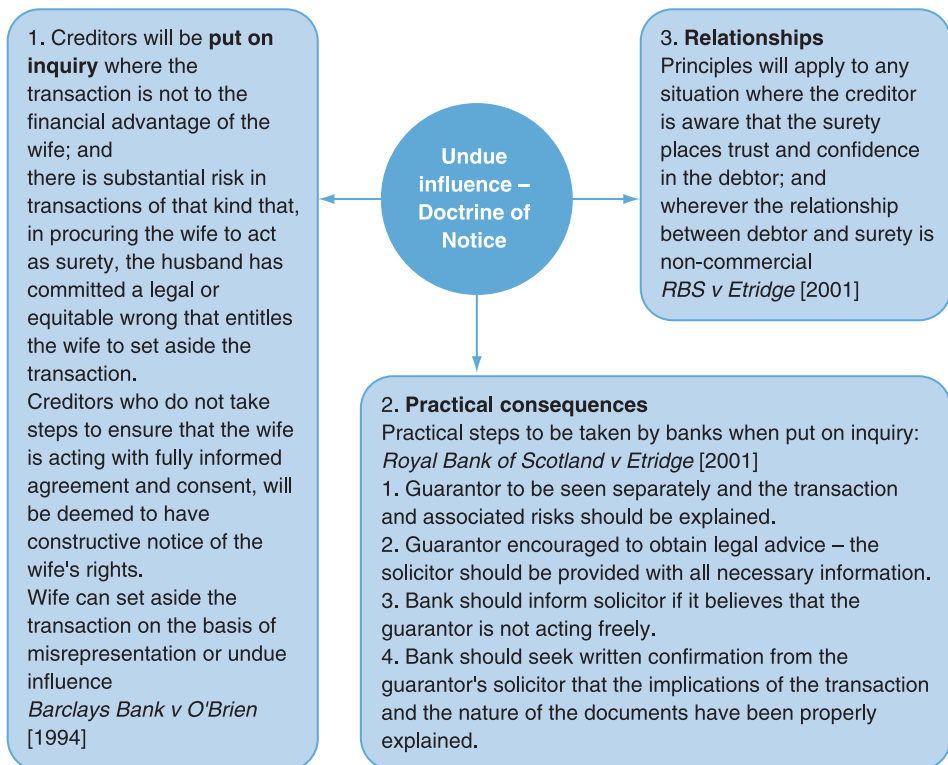 1. Creditors will be put on
inquiry where the
transaction is not to the
financial advantage of the
wife; and
there is substantial risk in
transactions of that kind that,
in procuring the wife to act
as surety, the husband has
committed a legal or
equitable wrong that entitles
the wife to set aside the
transaction.
Creditors who do not take
steps to ensure that the wife
is acting with fully informed
agreement and consent, will
be deemed to have
constructive notice of the
wife's rights.
Wife can set aside the
transaction on the basis of
misrepresentation or undue
influence
Barclays Bank v O'Brien
[1994]
Undue
influence –
Doctrine of
Notice
3. Relationships
Principles will apply to any
situation where the creditor
is aware that the surety
places trust and confidence
in the debtor; and
wherever the relationship
between debtor and surety is
non-commercial
RBS v Etridge [2001]
2. Practical consequences
Practical steps to be taken by banks when put on inquiry:
Royal Bank of Scotland v Etridge [2001]
1. Guarantor to be seen separately and the transaction
and associated risks should be explained.
2. Guarantor encouraged to obtain legal advice – the
solicitor should be provided with all necessary information.
3. Bank should inform solicitor if it believes that the
guarantor is not acting freely.
4. Bank should seek written confirmation from the
guarantor's solicitor that the implications of the transaction
and the nature of the documents have been properly
explained.